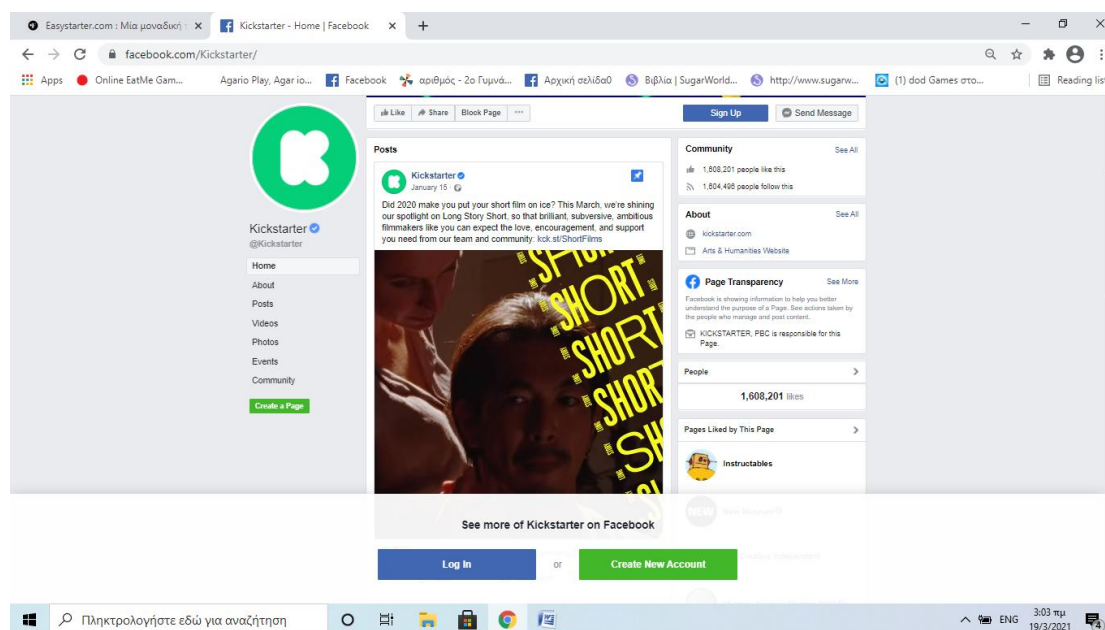 Easystarter.com : Μία μοναδική
Kickstarter - Home | Facebook
facebook.com/Kickstarter/
Apps
Online EatMe Gam...
Agario Play, Agar io...
Facebook
αριθμός - 2ο Γυμνά...
Αρχική σελίδα0
Βιβλία | SugarWorld...
http://www.sugarw...
(1) dod Games στο...
Reading list
Like
Share
Block Page
Sign Up
Send Message
Kickstarter
@Kickstarter
Home
About
Posts
Videos
Photos
Events
Community
Create a Page
Posts
Kickstarter
January 15
Did 2020 make you put your short film on ice? This March, we're shining
our spotlight on Long Story Short, so that brilliant, subversive, ambitious
filmmakers like you can expect the love, encouragement, and support
you need from our team and community: kck.st/ShortFilms
SHORT
SHORT
SHORT
SHORT
Community
See All
1,608,201 people like this
1,604,496 people follow this
About
See All
kickstarter.com
Arts & Humanities Website
Page Transparency
See More
Facebook is showing information to help you better
understand the purpose of a Page. See actions taken by
the people who manage and post content.
KICKSTARTER, PBC is responsible for this
Page.
People
1,608,201 likes
Pages Liked by This Page
Instructables
NEW
See more of Kickstarter on Facebook
Log In
or
Create New Account
Πληκτρολογήστε εδώ για αναζήτηση
ENG
3:03 πμ
19/3/2021
4